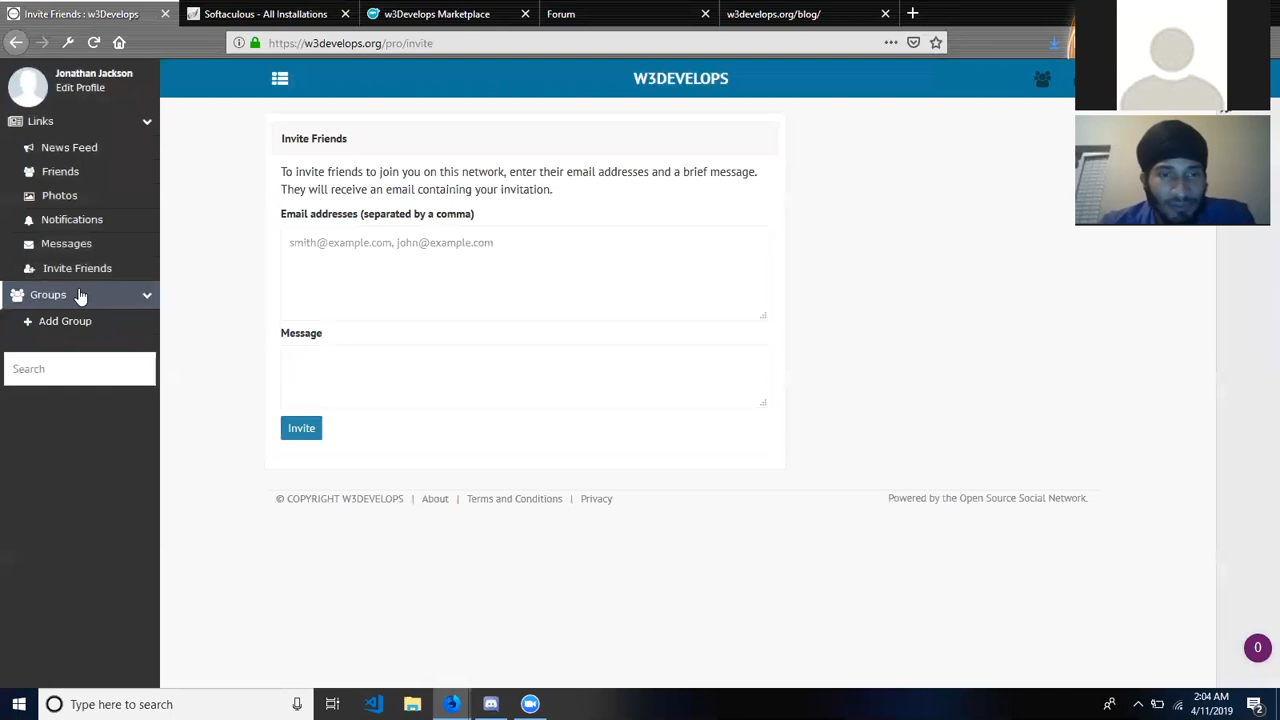 Invite Friends : W3Develops
Softaculous - All Installations
w3Develops Marketplace
Forum
w3develops.org/blog/
https://w3develops.org/pro/invite
Jonathan Jackson
Edit Profile
W3DEVELOPS
Links
News Feed
Friends
Photos
Notifications
Messages
Invite Friends
Groups
Add Group
Search
Invite Friends
To invite friends to join you on this network, enter their email addresses and a brief message.
They will receive an email containing your invitation.
Email addresses (separated by a comma)
smith@example.com, john@example.com
Message
Invite
© COPYRIGHT W3DEVELOPS | About | Terms and Conditions | Privacy
Powered by the Open Source Social Network.
0
Type here to search
2:04 AM
4/11/2019
2